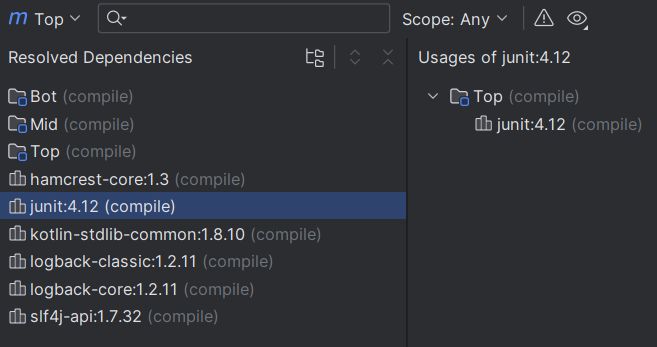 m Top
Scope: Any
Resolved Dependencies
Bot (compile)
Mid (compile)
Top (compile)
hamcrest-core:1.3 (compile)
junit:4.12 (compile)
kotlin-stdlib-common:1.8.10 (compile)
logback-classic:1.2.11 (compile)
logback-core:1.2.11 (compile)
slf4j-api:1.7.32 (compile)
Usages of junit:4.12
Top (compile)
junit:4.12 (compile)